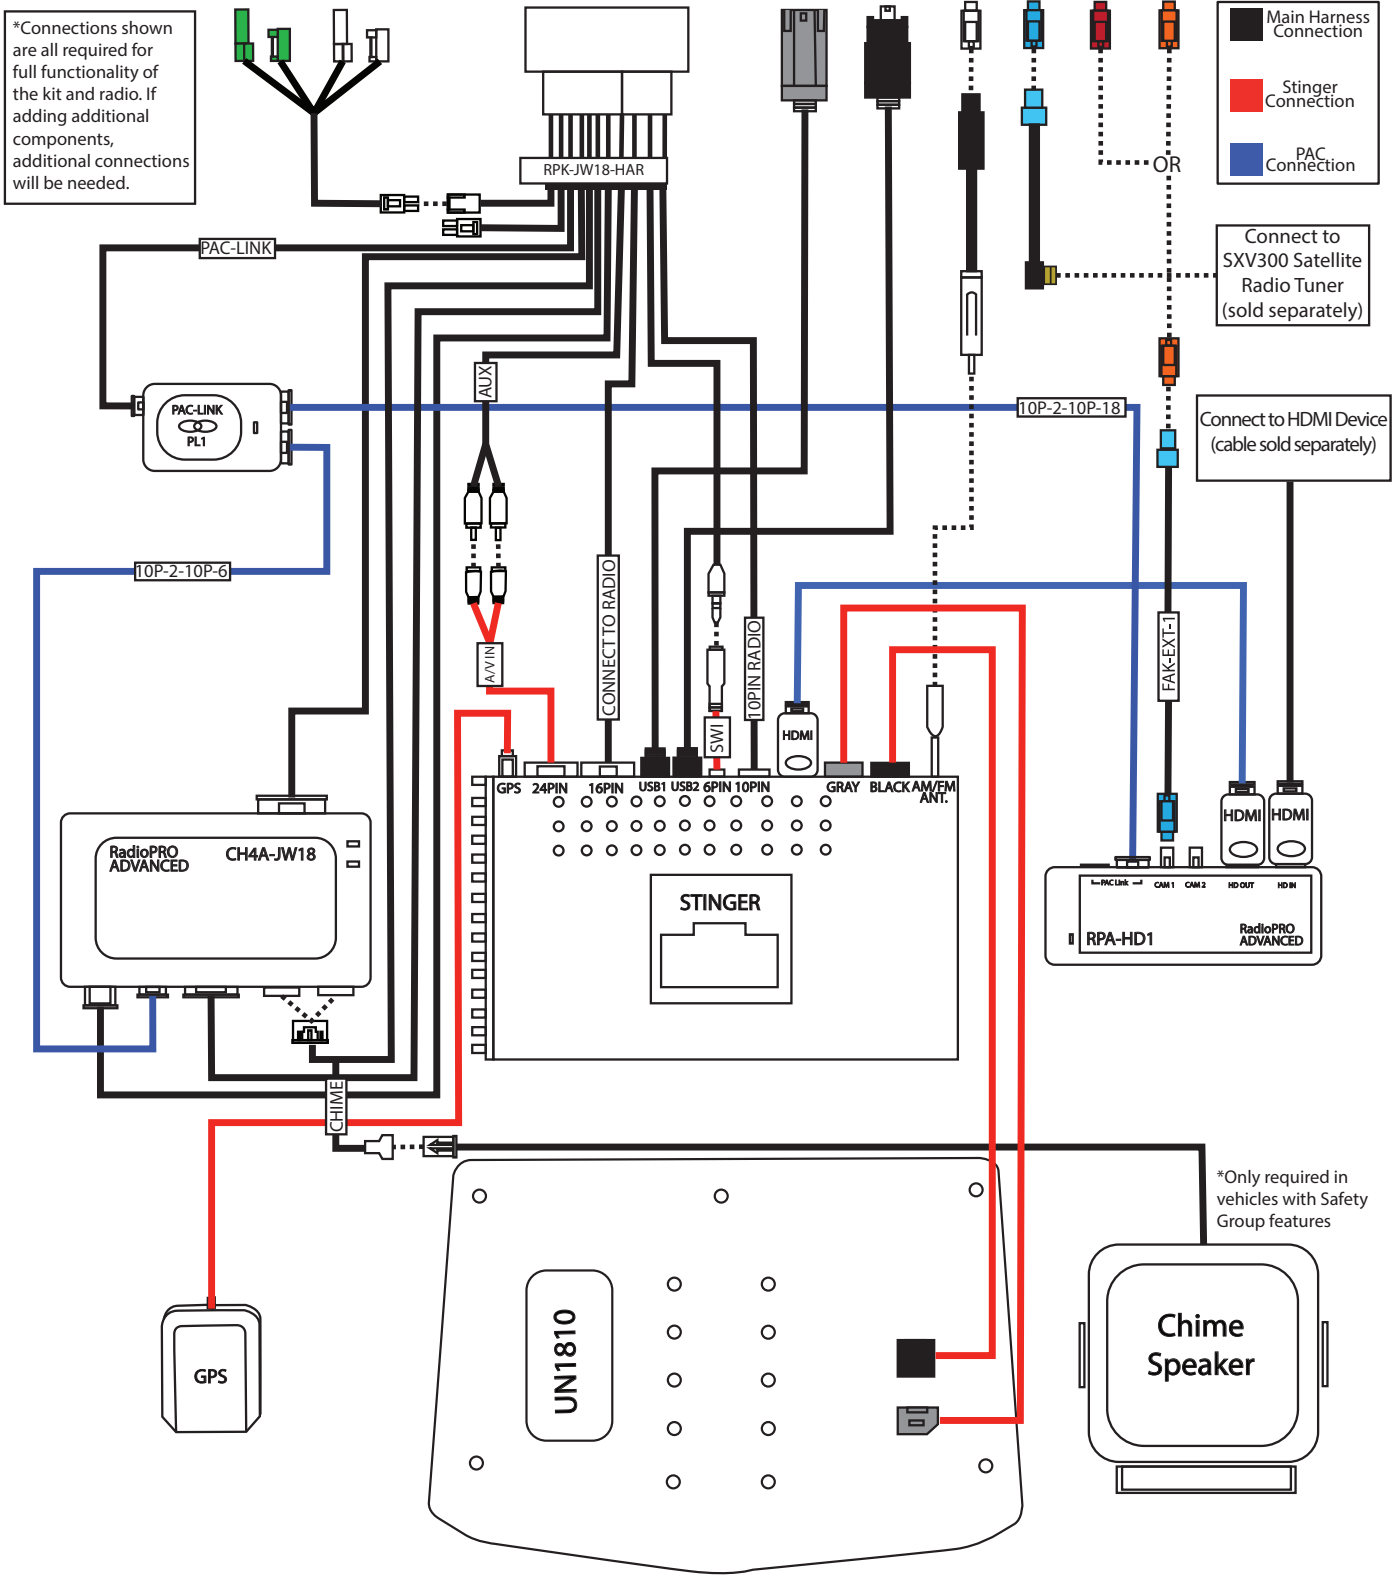 *Connections shown
are all required for
full functionality of
the kit and radio. If
adding additional
components,
additional connections
will be needed.
Main Harness
Connection
Stinger
Connection
PAC
Connection
OR
RPK-JW18-HAR
PAC-LINK
Connect to
SXV300 Satellite
Radio Tuner
(sold separately)
AUX
PAC-LINK
PL1
10P-2-10P-18
Connect to HDMI Device
(cable sold separately)
10P-2-10P-6
CONNECT TO RADIO
10PIN RADIO
FAK-EXT-1
A/V IN
SWI
HDMI
GPS
24PIN
16PIN
USB1
USB2
6PIN
10PIN
GRAY
BLACK
AM/FM
ANT.
HDMI
HDMI
RadioPRO
ADVANCED
CH4A-JW18
STINGER
PAC Link
CAM 1
CAM 2
HD OUT
HD IN
RPA-HD1
RadioPRO
ADVANCED
CHIME
*Only required in
vehicles with Safety
Group features
GPS
UN1810
Chime
Speaker